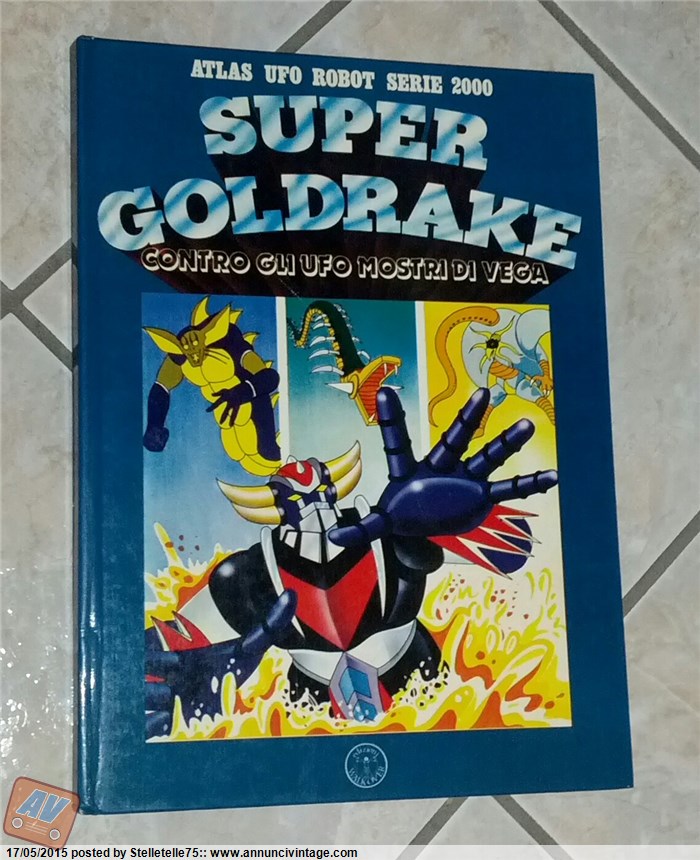 ATLAS UFO ROBOT SERIE 2000
SUPER
GOLDRAKE
CONTRO GLI UFO MOSTRI DI VEGA
WALKOVER
AV
17/05/2015 posted by Stelletelle75:: www.annuncivintage.com